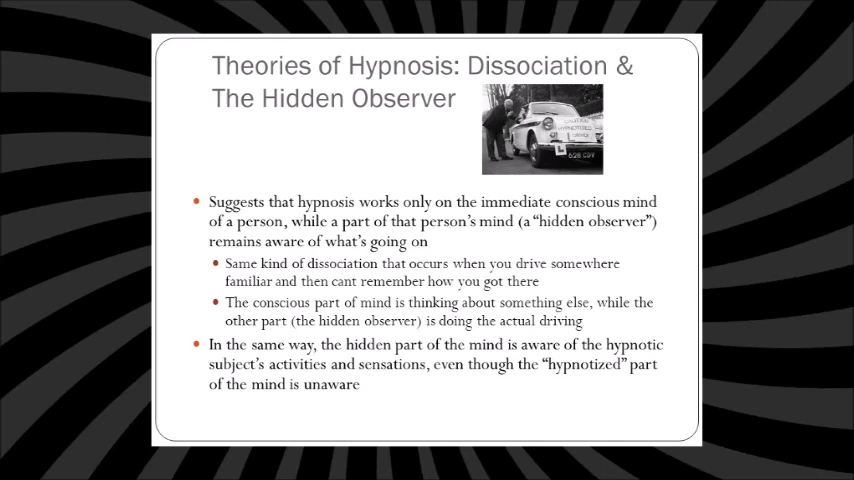 Theories of Hypnosis: Dissociation &
The Hidden Observer
CAUTION
HYPNOTISED
DRIVER
L
628 CDV
• Suggests that hypnosis works only on the immediate conscious mind
of a person, while a part of that person's mind (a “hidden observer”)
remains aware of what's going on
• Same kind of dissociation that occurs when you drive somewhere
familiar and then cant remember how you got there
• The conscious part of mind is thinking about something else, while the
other part (the hidden observer) is doing the actual driving
• In the same way, the hidden part of the mind is aware of the hypnotic
subject's activities and sensations, even though the “hypnotized” part
of the mind is unaware